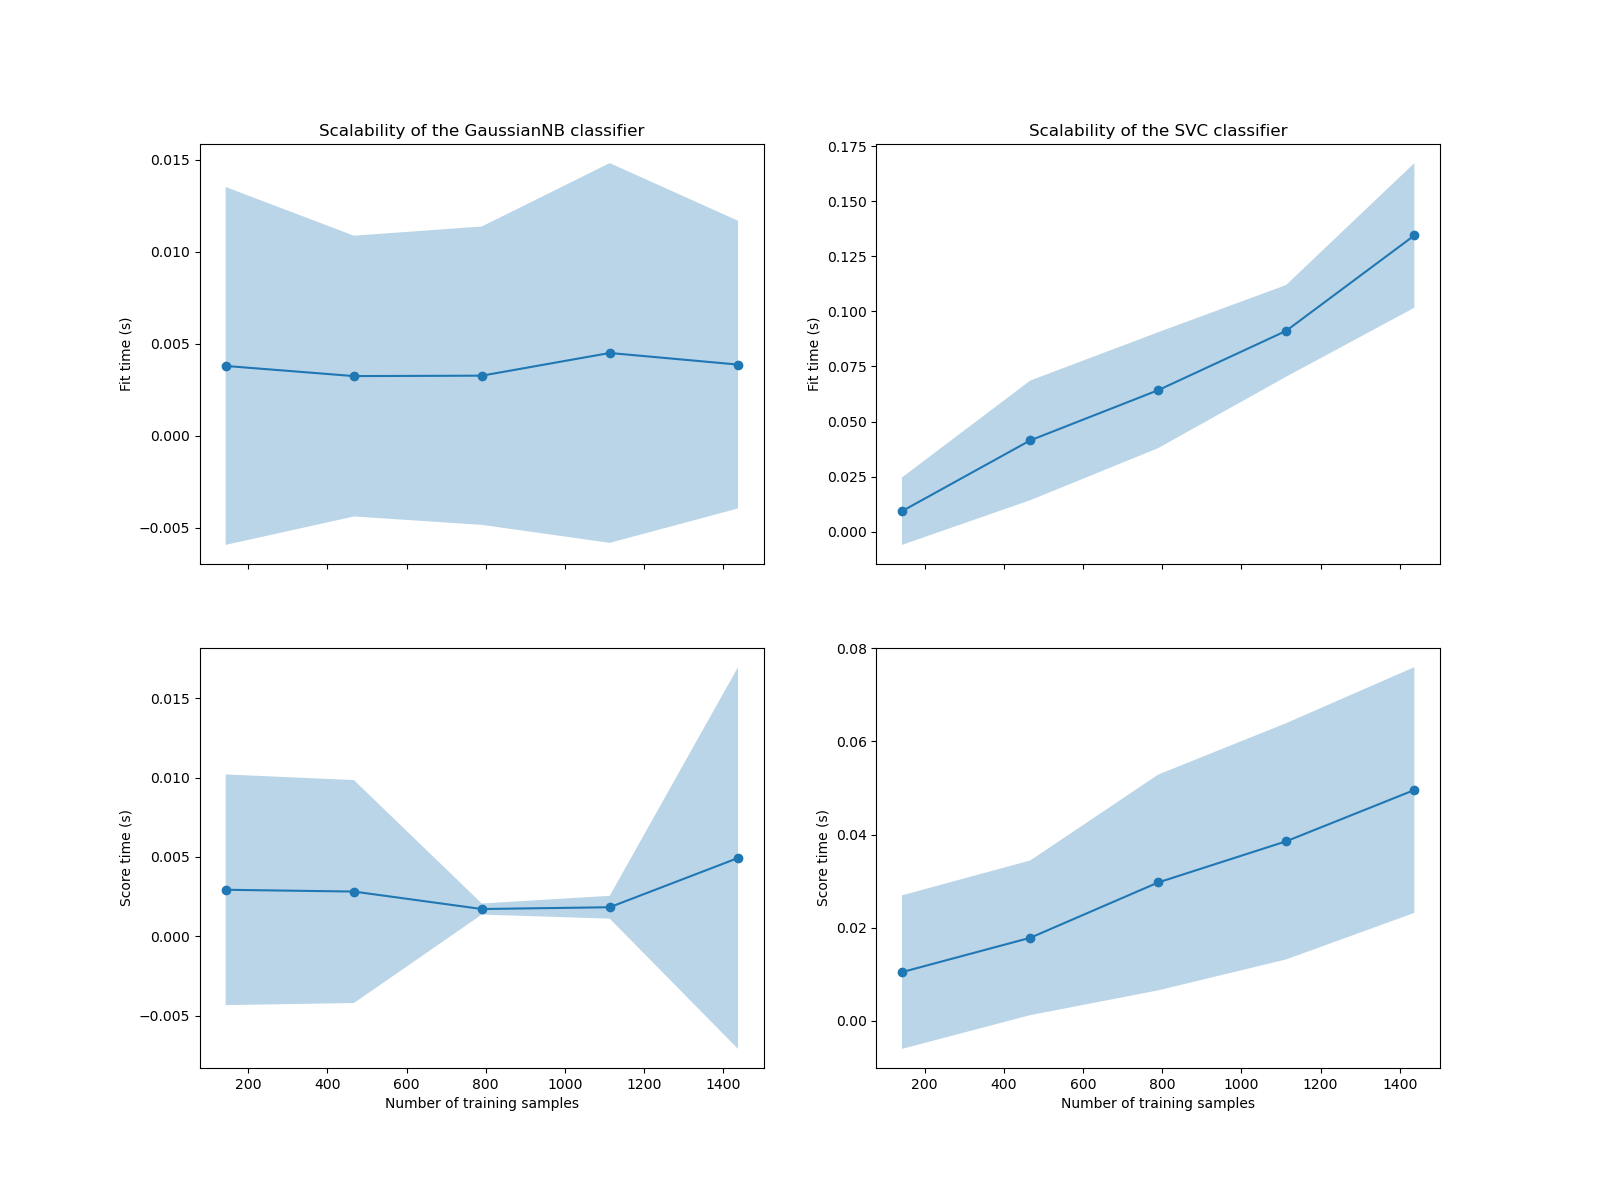 Scalability of the GaussianNB classifier
0.015
0.010
0.005
0.000
−0.005
Fit time (s)
Scalability of the SVC classifier
0.175
0.150
0.125
0.100
0.075
0.050
0.025
0.000
Fit time (s)
0.015
0.010
0.005
0.000
−0.005
Score time (s)
200 400 600 800 1000 1200 1400
Number of training samples
0.08
0.06
0.04
0.02
0.00
Score time (s)
200 400 600 800 1000 1200 1400
Number of training samples